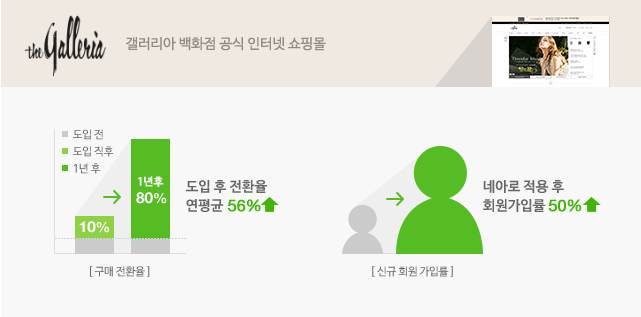 the Galleria
갤러리아 백화점 공식 인터넷 쇼핑몰
도입 전
도입 직후
1년 후
10%
1년후
80%
도입 후 전환율
연평균 56%
[ 구매 전환율 ]
네아로 적용 후
회원가입률 50%
[ 신규 회원 가입률 ]